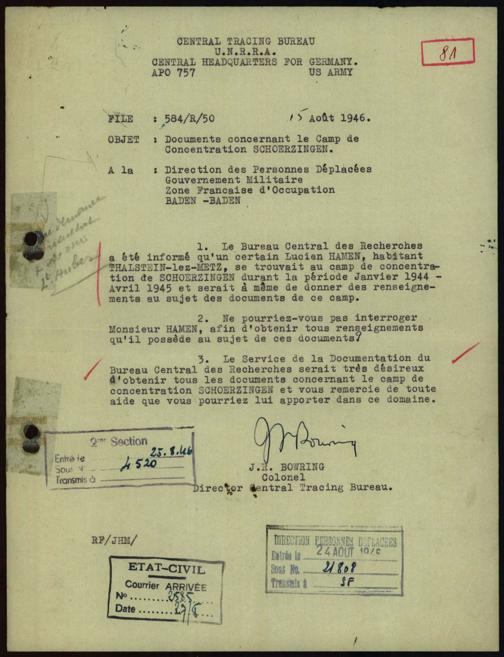 CENTRAL TRACING BUREAU
U.N.R.R.A.
CENTRAL HEADQUARTERS FOR GERMANY.
APO 757 US ARMY
81
FILE : 584/R/50 15 Août 1946.
OBJET : Documents concernant le Camp de
Concentration SCHOERZINGEN.
A la : Direction des Personnes Déplacées
Gouvernement Militaire
Zone Francaise d'Occupation
BADEN -BADEN
1. Le Bureau Central des Recherches
a été informé qu'un certain Lucien HAMEN, habitant
THALSTEIN-lez-METZ, se trouvait au camp de concentra-
tion de SCHOERZINGEN durant la période Janvier 1944 -
Avril 1945 et serait à même de donner des renseigne-
ments au sujet des documents de ce camp.
2. Ne pourriez-vous pas interroger
Monsieur HAMEN, afin d'obtenir tous renseignements
qu'il possède au sujet de ces documents?
3. Le Service de la Documentation du
Bureau Central des Recherches serait très désireux
d'obtenir tous les documents concernant le camp de
concentration SCHOERZINGEN et vous remercie de toute
aide que vous pourriez lui apporter dans ce domaine.
J.R. BOWRING
Colonel
Director Central Tracing Bureau.
2me Section
Entré le 25.8.46
Sous N° 4520
Transmis à
RF/JHM/
ETAT-CIVIL
Courrier ARRIVÉE
N° 2585
Date 27/8
DIRECTION PERSONNES DÉPLACÉES
Entrée le 24 AOUT 1946
Sous No. 21808
Transmis à SF